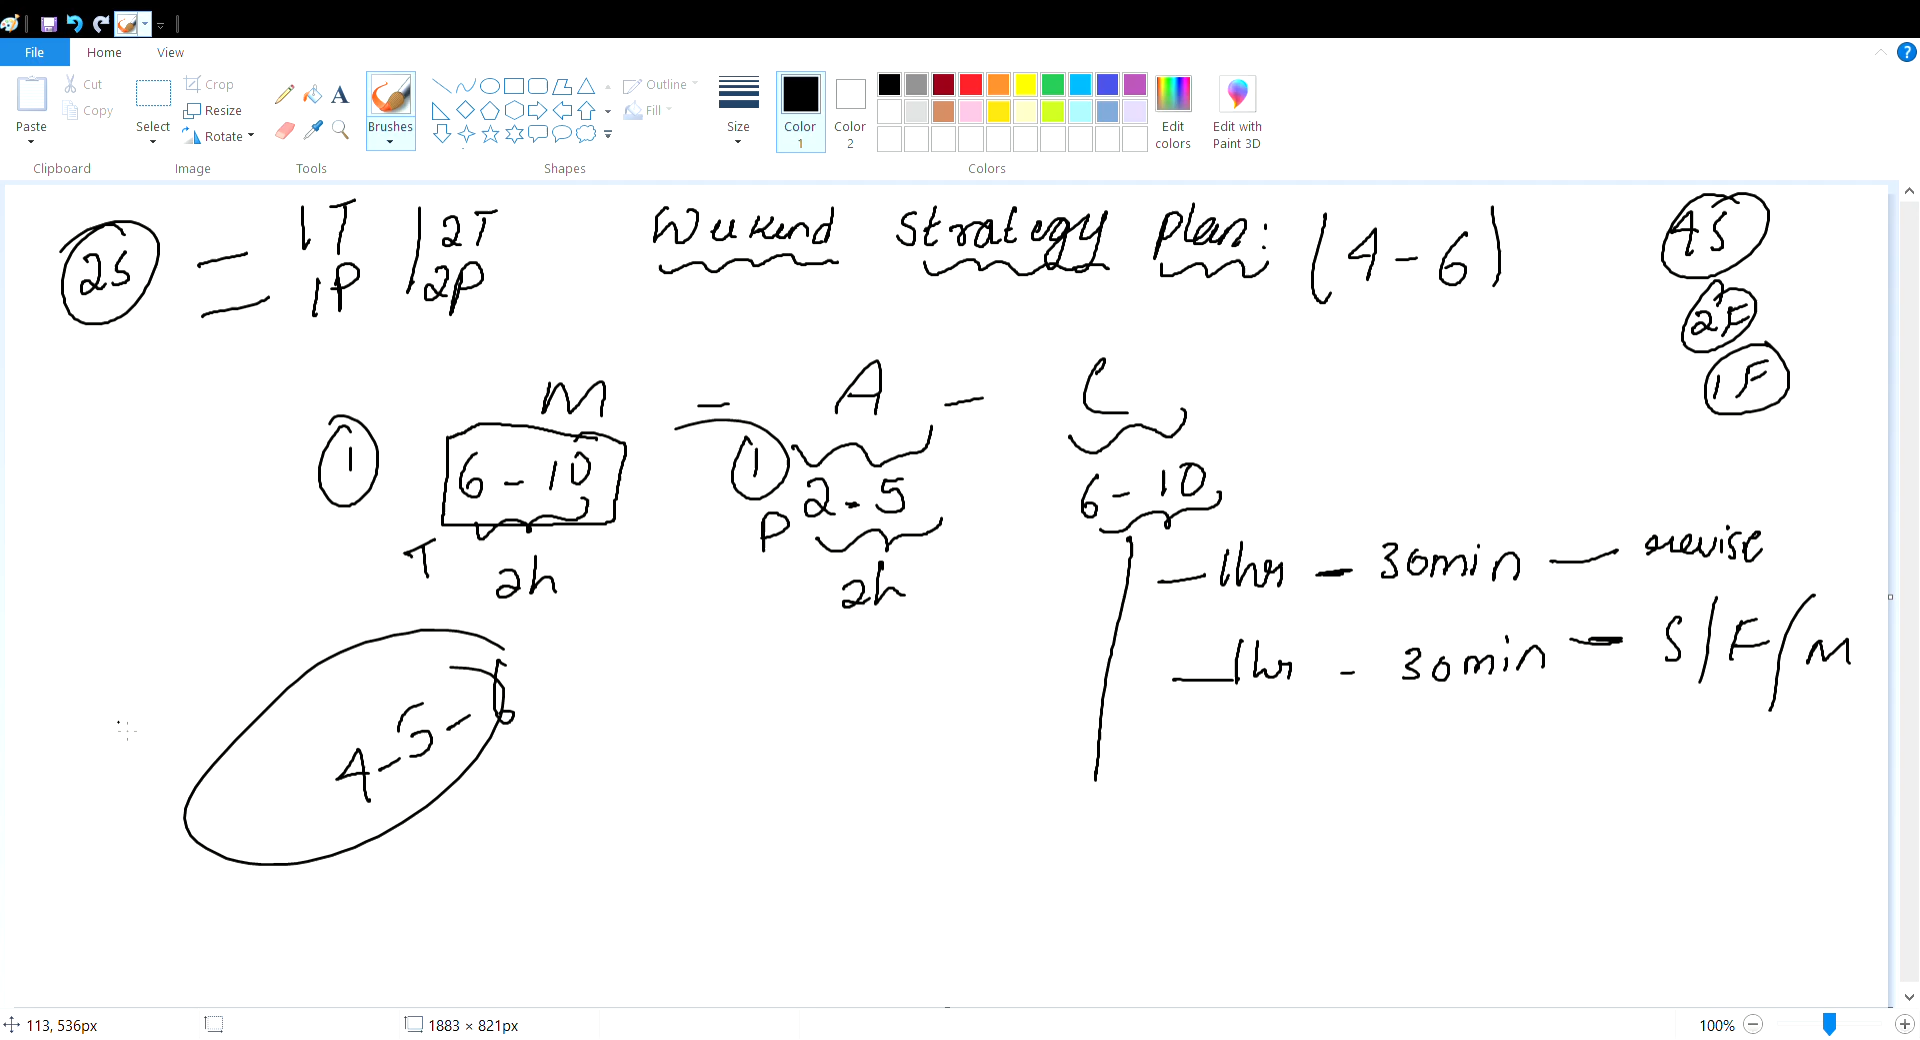 File Home View
Paste Cut Copy Select Crop Resize Rotate Brushes Outline Fill Size Color 1 Color 2 Edit colors Edit with Paint 3D
Clipboard Image Tools Shapes Colors
2S = 1T | 2T Weekend Strategy Plan: (4-6) 4S
1P 2P 2F
1F
M - A - C
1 6-10 1 2-5 6-10
T 2h P 2h
-1hr - 30min - revise
-1hr - 30min - S/F/M
4-5-6
113, 536px 1883 × 821px 100%